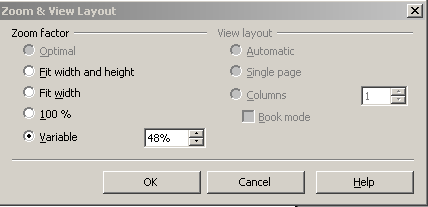 Zoom & View Layout
Zoom factor
Optimal
Fit width and height
Fit width
100 %
Variable
48%
View layout
Automatic
Single page
Columns
1
Book mode
OK
Cancel
Help